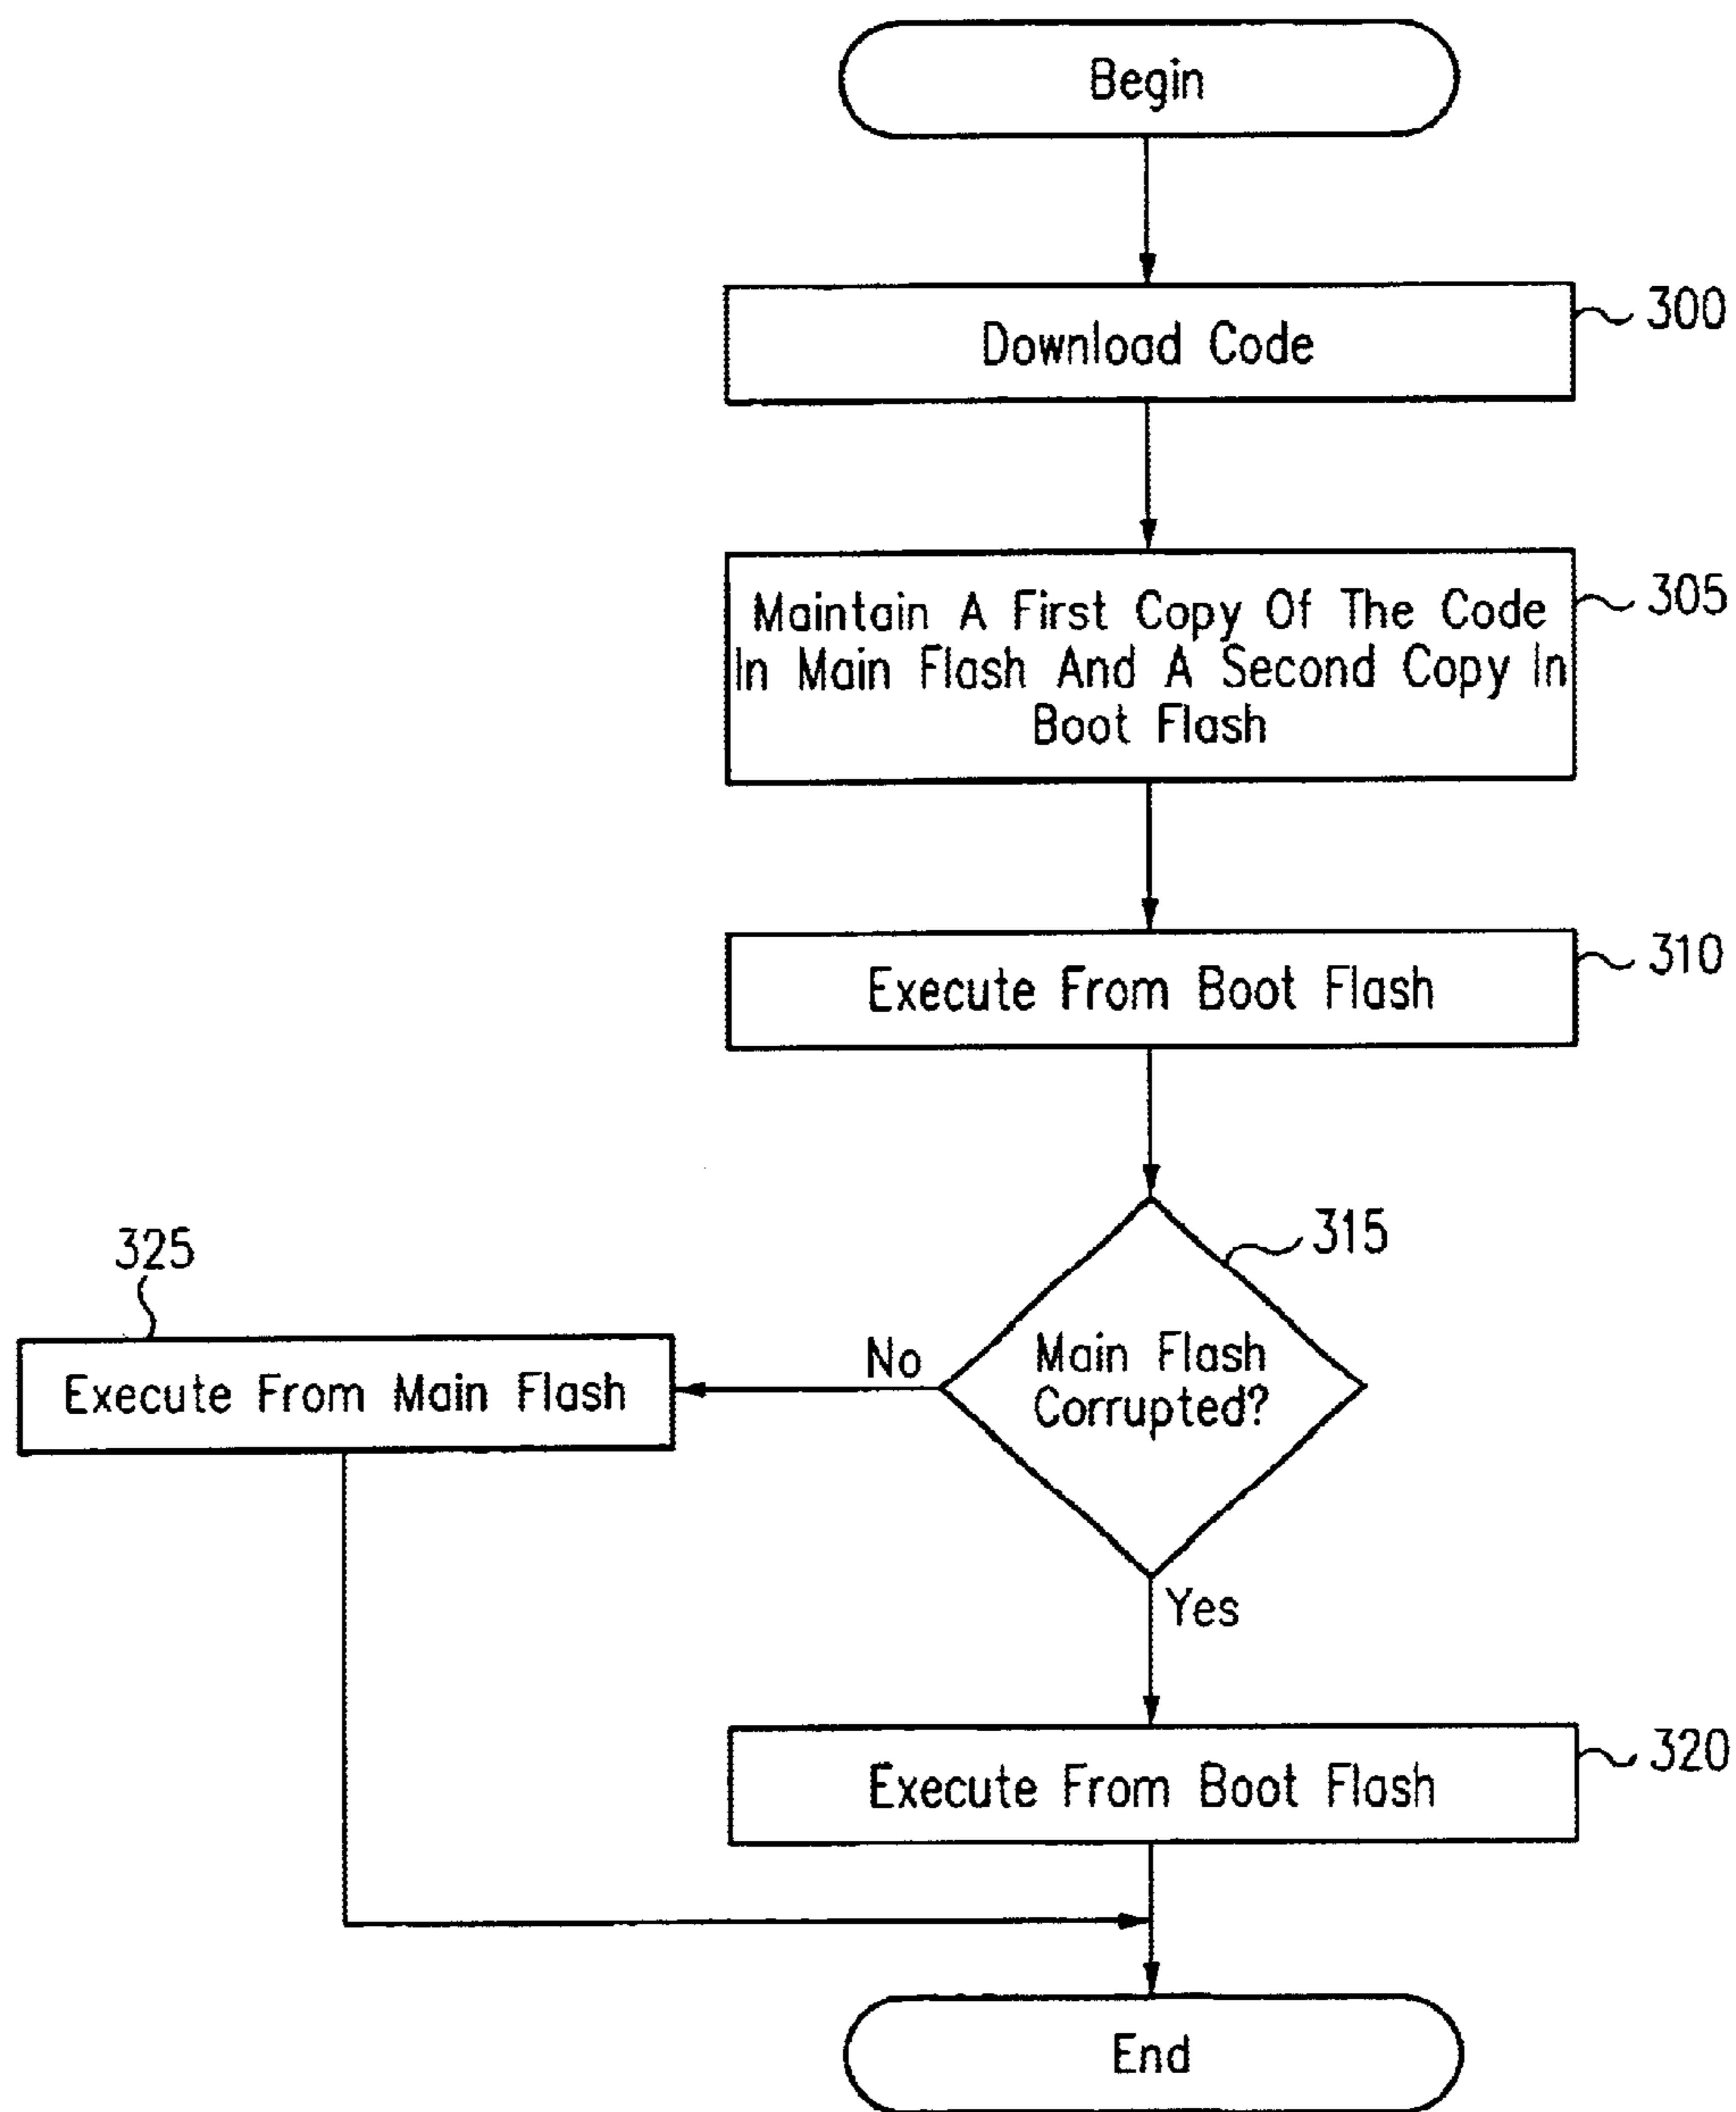 Begin
Download Code
300
Maintain A First Copy Of The Code
In Main Flash And A Second Copy In
Boot Flash
305
Execute From Boot Flash
310
Main Flash
Corrupted?
315
No
Execute From Main Flash
325
Yes
Execute From Boot Flash
320
End